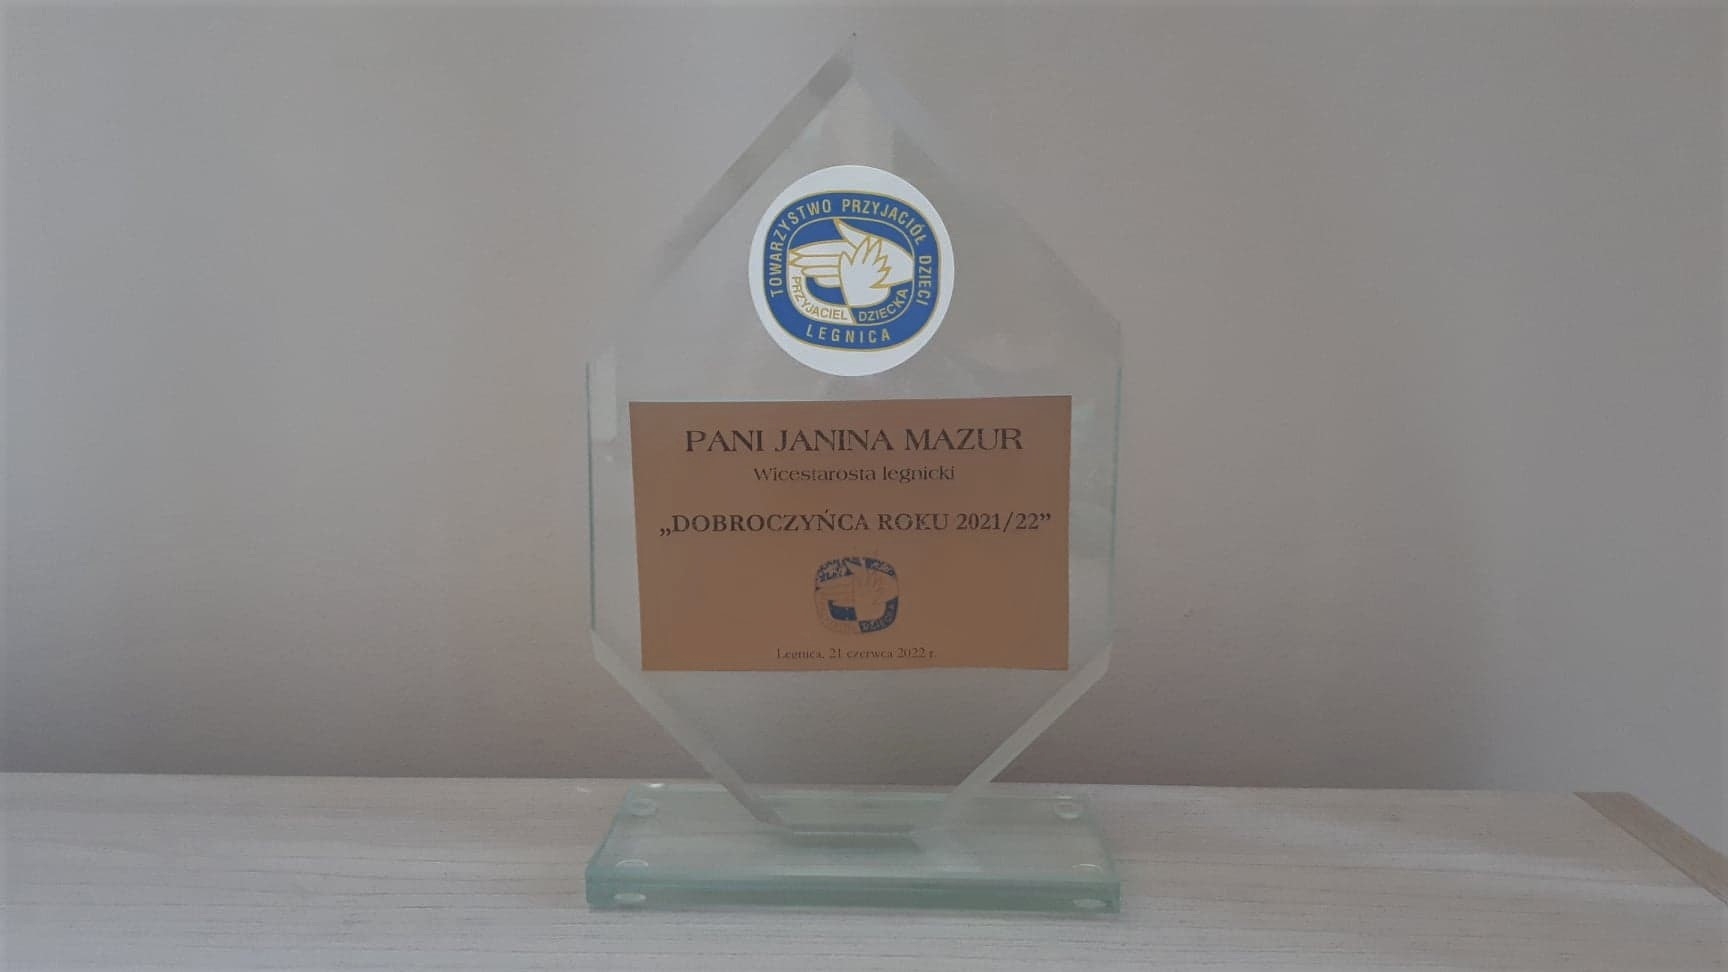 TOWARZYSTWO PRZYJACIÓŁ DZIECI
PRZYJACIEL DZIECKA
LEGNICA
PANI JANINA MAZUR
Wicestarosta legnicki
„DOBROCZYŃCA ROKU 2021/22”
DZIECKA
Legnica, 21 czerwca 2022 r.